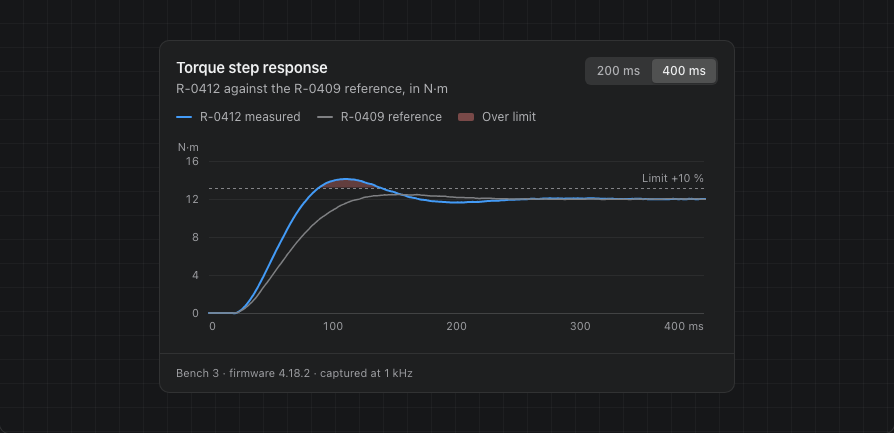 Torque step response
200 ms 400 ms
R-0412 against the R-0409 reference, in N·m
R-0412 measured R-0409 reference Over limit
N·m
16
Limit +10 %
12
8
4
0
0 100 200 300 400 ms
Bench 3 · firmware 4.18.2 · captured at 1 kHz